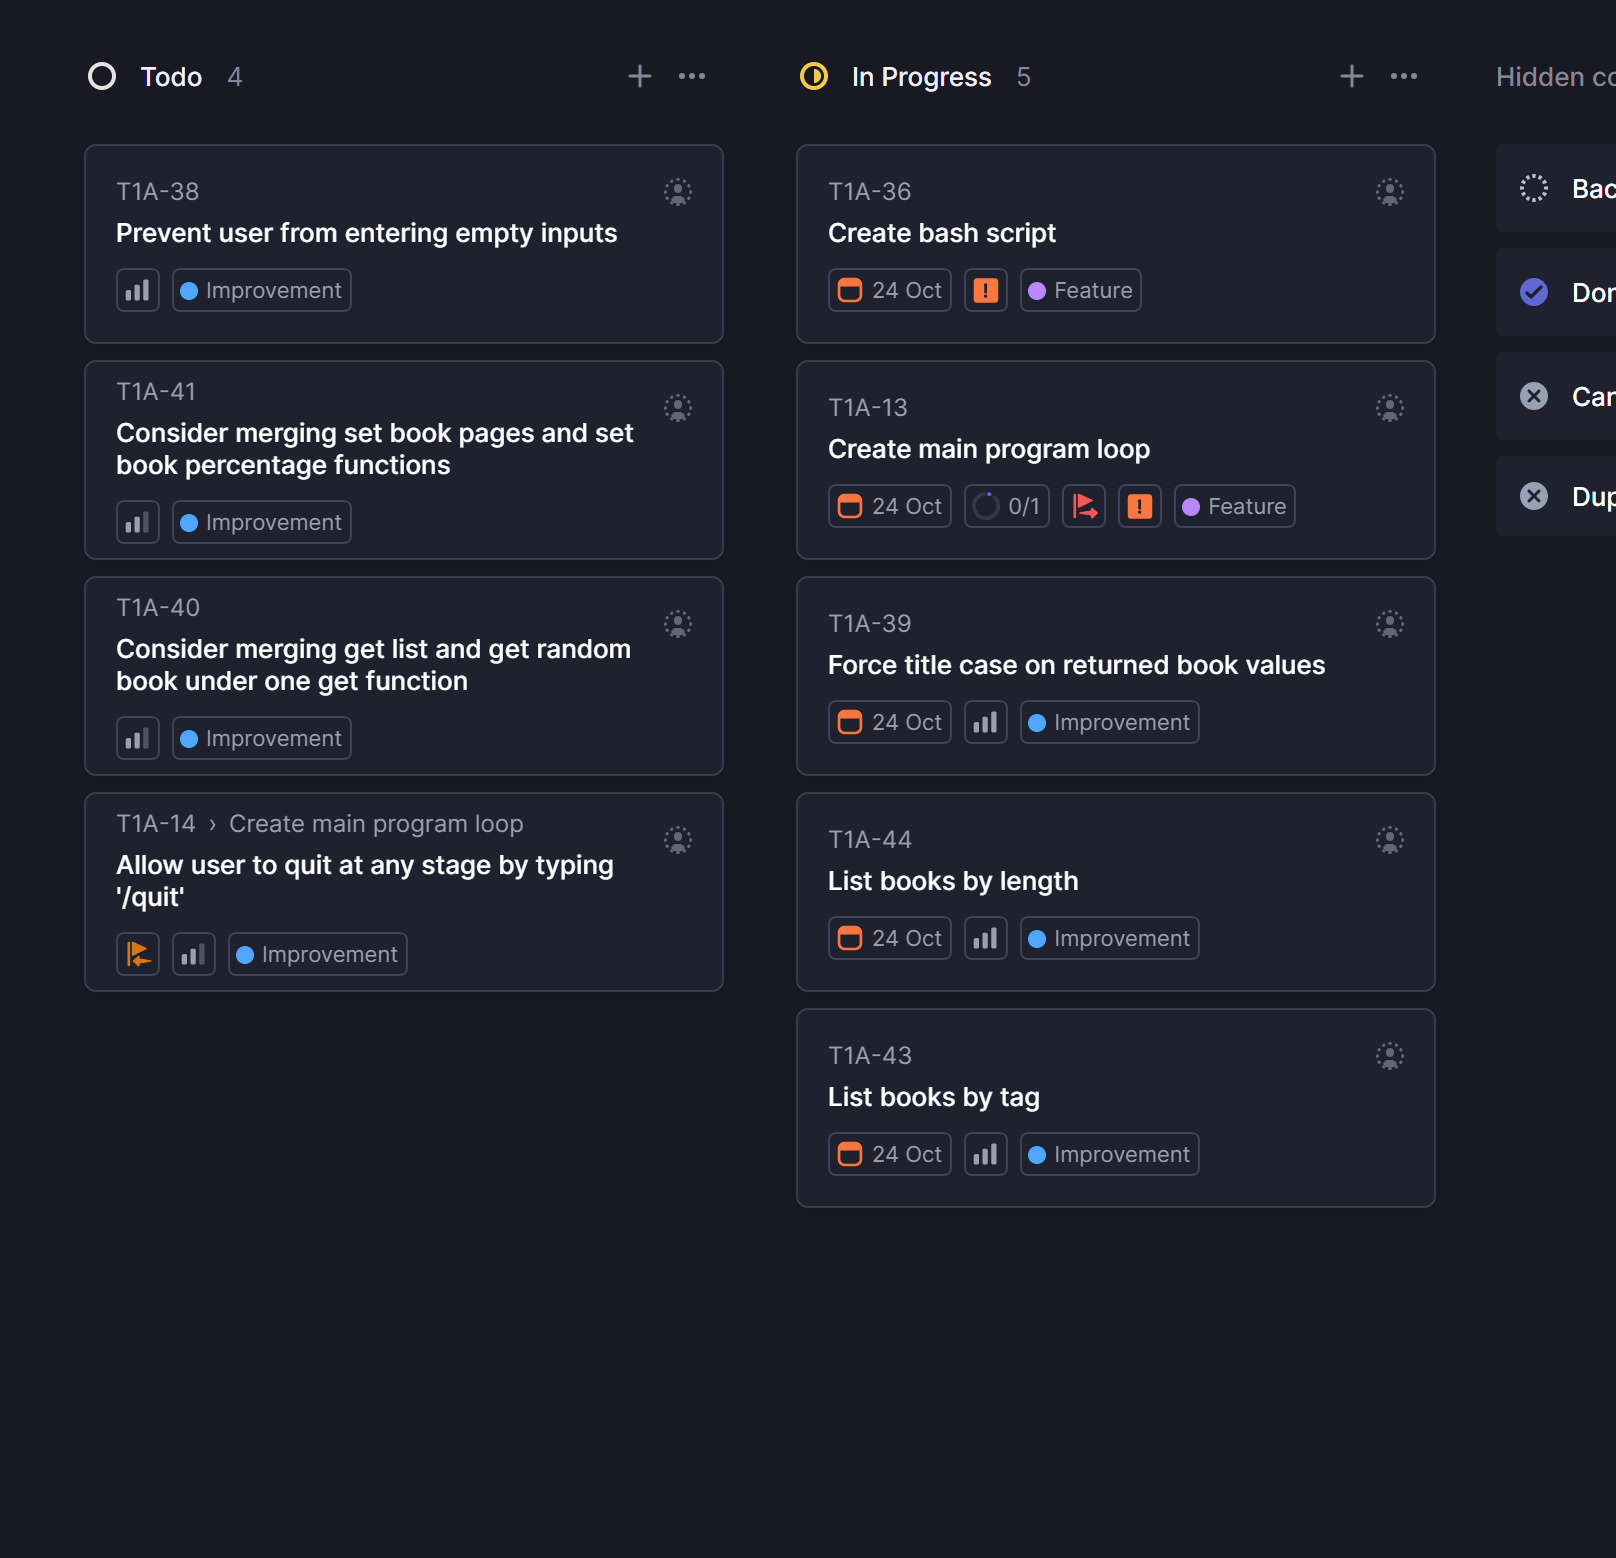 Todo 4
T1A-38
Prevent user from entering empty inputs
Improvement
T1A-41
Consider merging set book pages and set
book percentage functions
Improvement
T1A-40
Consider merging get list and get random
book under one get function
Improvement
T1A-14 › Create main program loop
Allow user to quit at any stage by typing
'/quit'
Improvement
In Progress 5
T1A-36
Create bash script
24 Oct ! Feature
T1A-13
Create main program loop
24 Oct 0/1 ! Feature
T1A-39
Force title case on returned book values
24 Oct Improvement
T1A-44
List books by length
24 Oct Improvement
T1A-43
List books by tag
24 Oct Improvement
Hidden